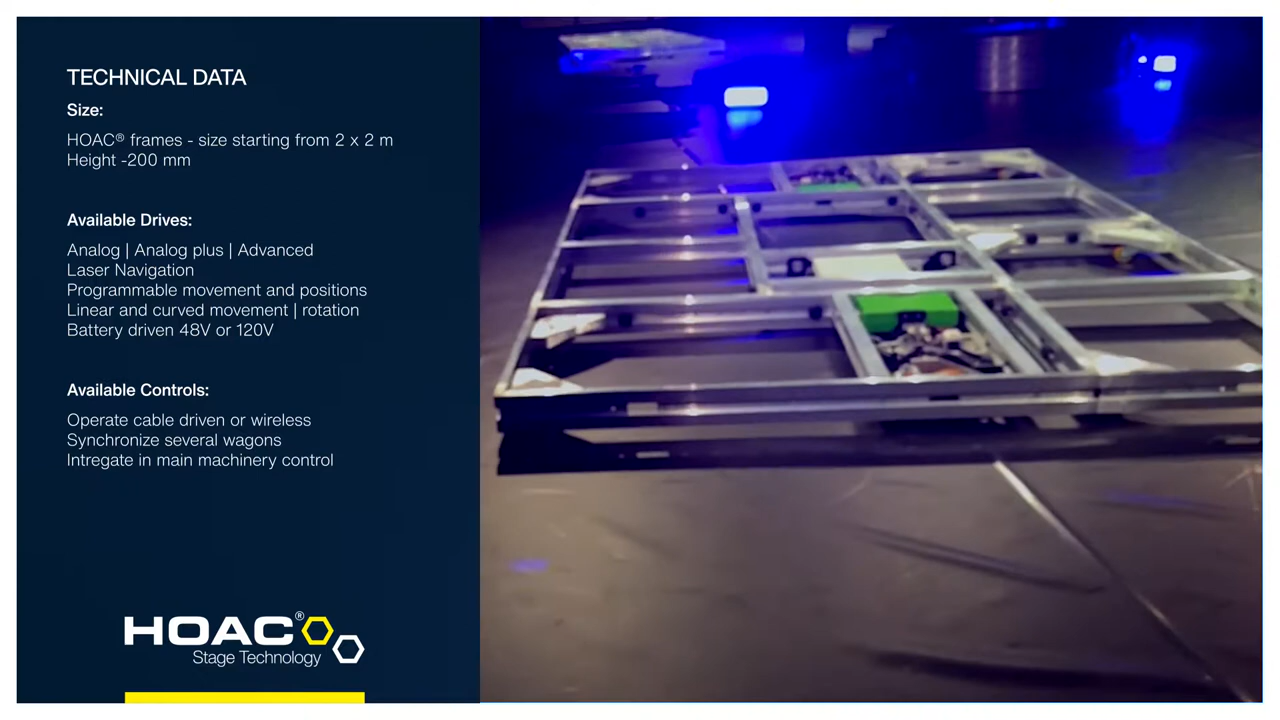 TECHNICAL DATA
Size:
HOAC® frames - size starting from 2 x 2 m
Height -200 mm
Available Drives:
Analog | Analog plus | Advanced
Laser Navigation
Programmable movement and positions
Linear and curved movement | rotation
Battery driven 48V or 120V
Available Controls:
Operate cable driven or wireless
Synchronize several wagons
Intregate in main machinery control
HOAC®
Stage Technology